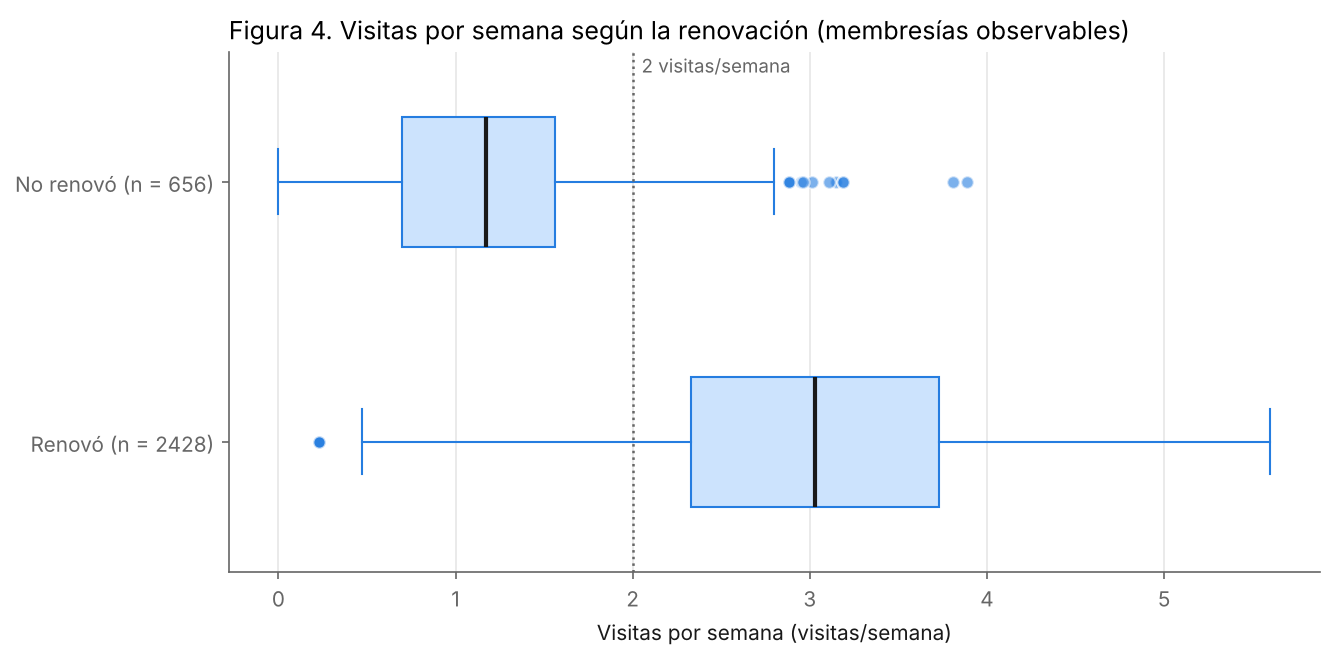 Figura 4. Visitas por semana según la renovación (membresías observables)
2 visitas/semana
No renovó (n = 656)
Renovó (n = 2428)
0 1 2 3 4 5
Visitas por semana (visitas/semana)